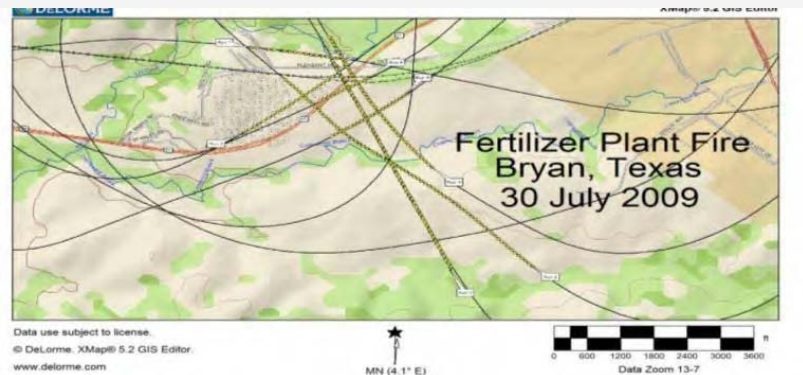 DELORME
XMap® 5.2 GIS Editor
Fertilizer Plant Fire
Bryan, Texas
30 July 2009
Data use subject to license.
© DeLorme. XMap® 5.2 GIS Editor.
www.delorme.com
MN (4.1° E)
ft
0 600 1200 1800 2400 3000 3600
Data Zoom 13-7